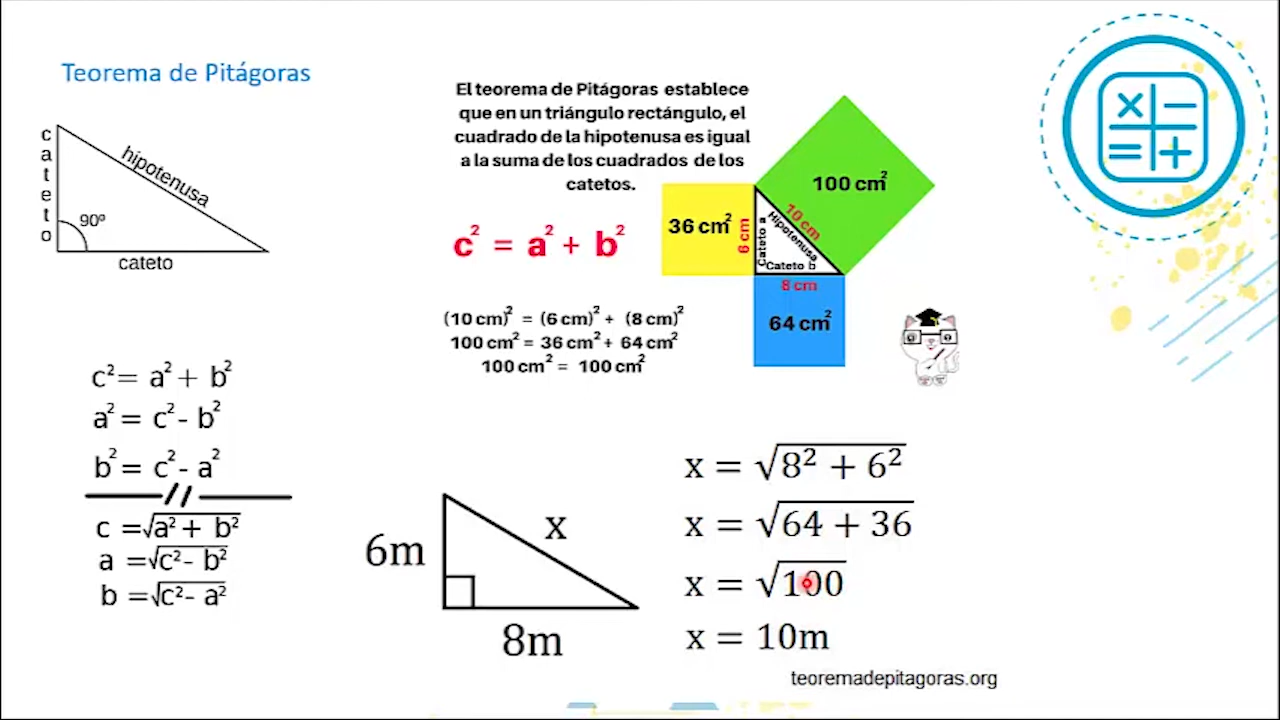 Teorema de Pitágoras
cateto
hipotenusa
90º
cateto
El teorema de Pitágoras establece
que en un triángulo rectángulo, el
cuadrado de la hipotenusa es igual
a la suma de los cuadrados de los
catetos.
c² = a² + b²
(10 cm)² = (6 cm)² + (8 cm)²
100 cm² = 36 cm² + 64 cm²
100 cm² = 100 cm²
36 cm²
100 cm²
6 cm
Cateto a
Hipotenusa
10 cm
Cateto b
8 cm
64 cm²
c² = a² + b²
a² = c² - b²
b² = c² - a²
c = √a² + b²
a = √c² - b²
b = √c² - a²
6m
x
8m
x = √8² + 6²
x = √64 + 36
x = √100
x = 10m
teoremadepitagoras.org